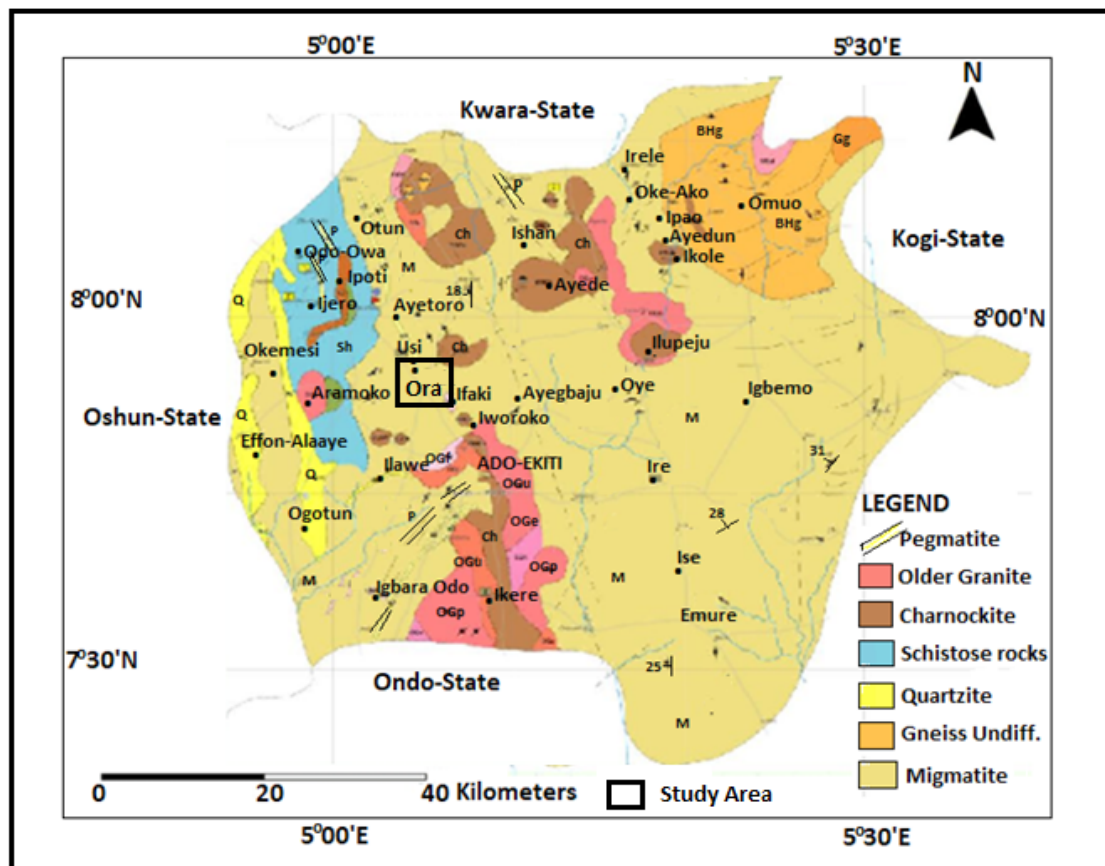 5⁰00'E
5⁰30'E
N
Kwara-State
Irele
BHg
Gg
Oke-Ako
P
Omuo
Otun
Ipao
P
Ch
Ishan
Ch
Ayedun
BHg
Odo-Owa
Kogi-State
P
M
Ikole
Ipoti
Ayede
8⁰00'N
Q
Ijero
18
Ayetoro
8⁰00'N
Sh
Usi
Ch
Ilupeju
Okemesi
Ora
Oye
Aramoko
Ifaki
Ayegbaju
Igbemo
Oshun-State
Q
Iworoko
M
Effon-Alaaye
OGf
ADO-EKITI
31
Q
Ilawe
OGu
Ire
Ogotun
P
OGe
28
LEGEND
Ch
Pegmatite
OGu
OGp
Ise
Older Granite
M
Igbara Odo
Ikere
M
OGp
Emure
Charnockite
7⁰30'N
25
Schistose rocks
Ondo-State
Quartzite
M
Gneiss Undiff.
Migmatite
0
20
40 Kilometers
Study Area
5⁰00'E
5⁰30'E